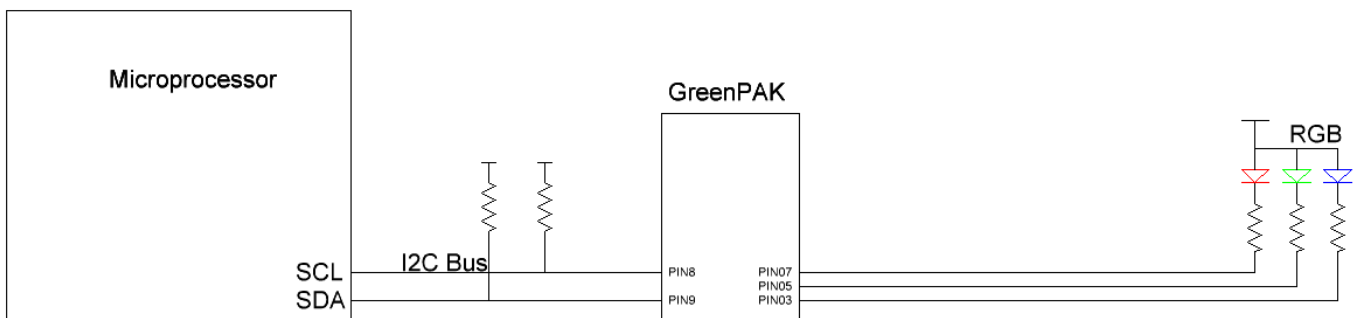 Microprocessor
GreenPAK
RGB
I2C Bus
SCL
SDA
PIN8
PIN9
PIN07
PIN05
PIN03